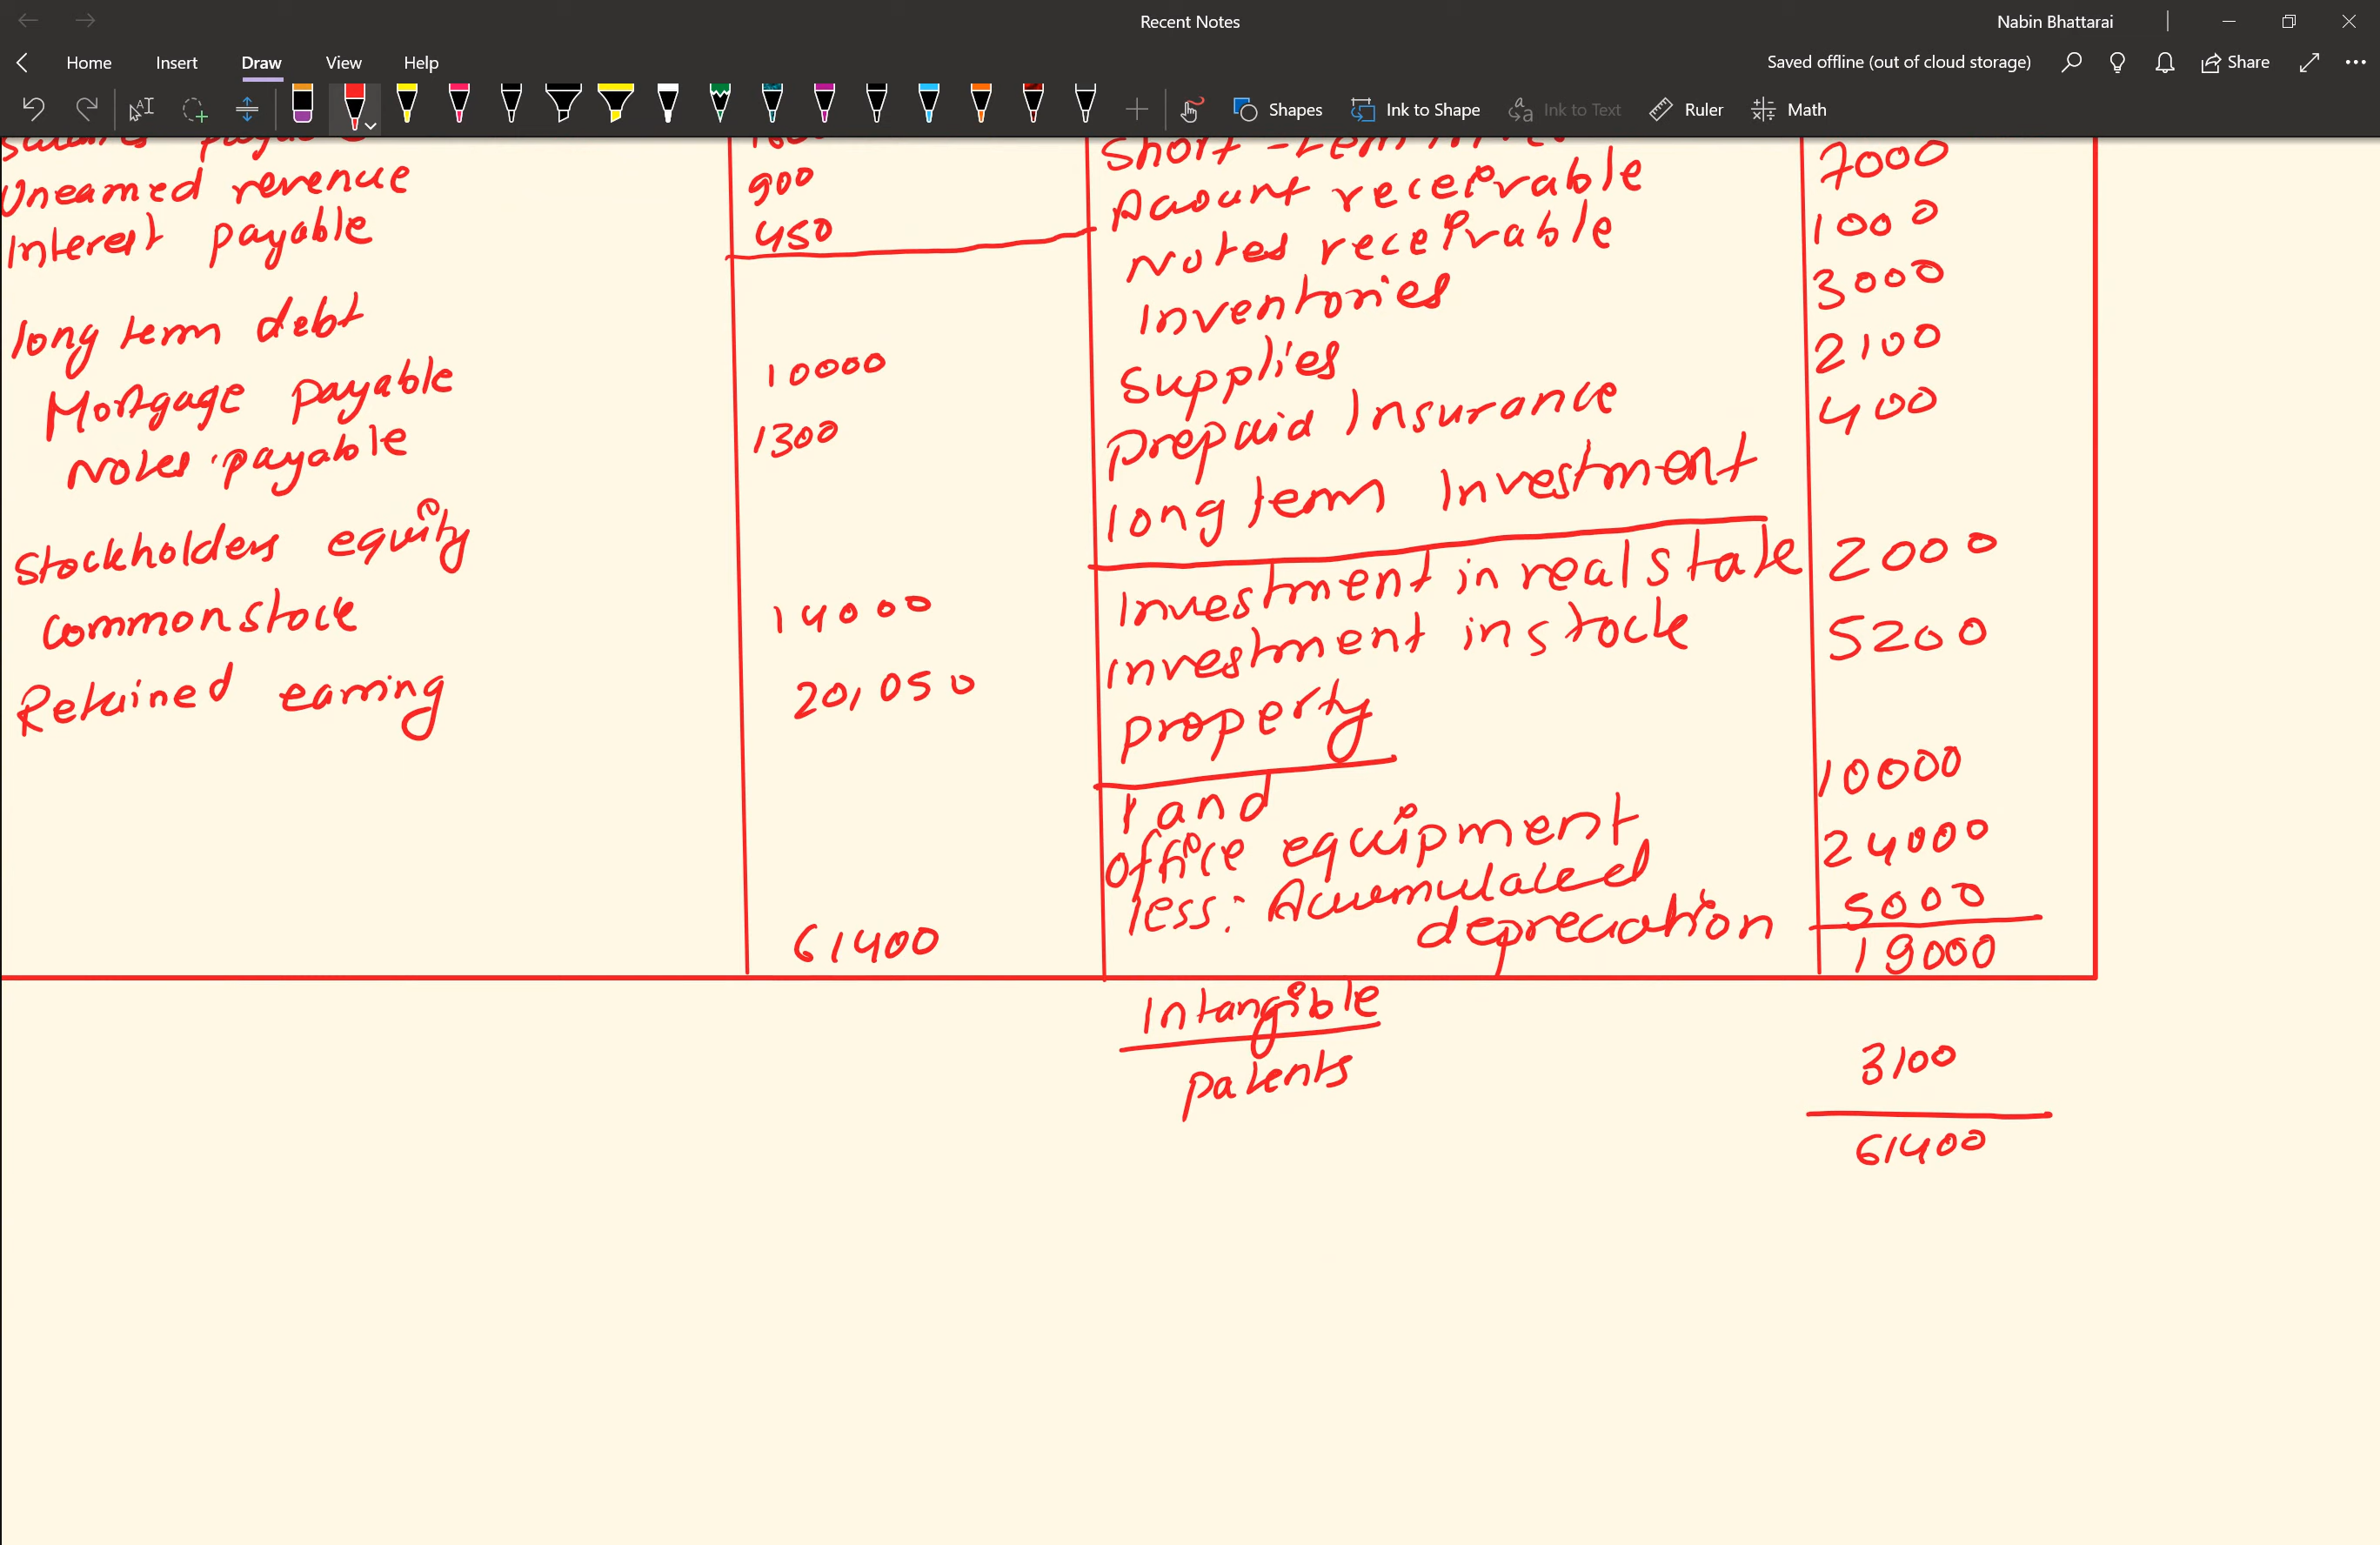 Recent Notes
Nabin Bhattarai
Home Insert Draw View Help
Saved offline (out of cloud storage)
Share
Shapes
Ink to Shape
Ink to Text
Ruler
Math
Unearned revenue 900
Interest payable 450
long term debt
Mortgage payable 10000
Notes payable 1300
Stockholders equity
Common stock 14000
Retained earning 20,050
61400
Short-term
Account receivable 7000
Notes receivable 1000
Inventories 3000
Supplies 2100
Prepaid Insurance 400
long term Investment
Investment in real state 2000
investment in stock 5200
property
Land 10000
Office equipment 24000
less: Acuumulated 5000
depreciation 19000
Intangible
patents 3100
61400